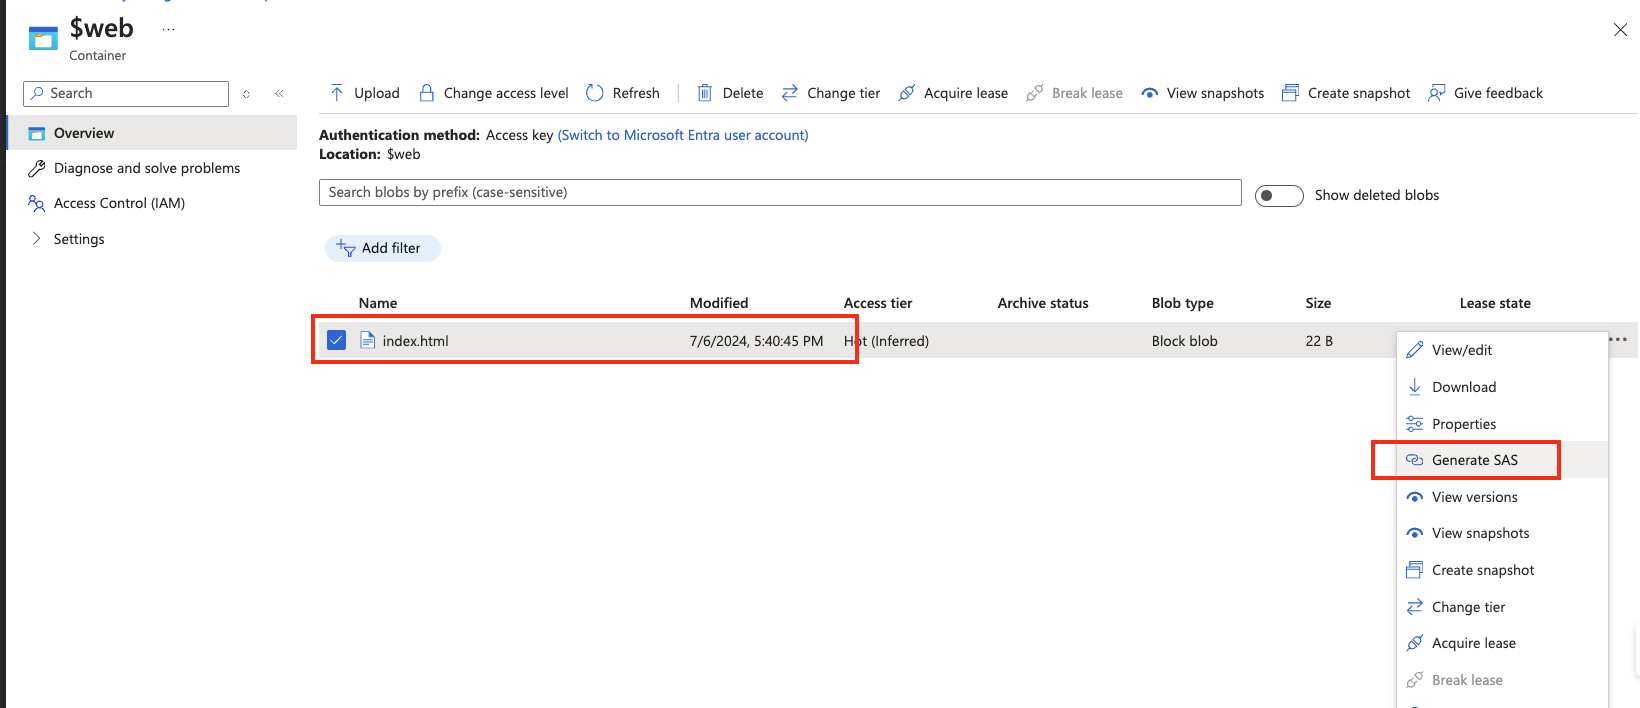 $web ...
Container
Search
Upload Change access level Refresh Delete Change tier Acquire lease Break lease View snapshots Create snapshot Give feedback
Overview
Diagnose and solve problems
Access Control (IAM)
Settings
Authentication method: Access key (Switch to Microsoft Entra user account)
Location: $web
Search blobs by prefix (case-sensitive)
Show deleted blobs
Add filter
Name Modified Access tier Archive status Blob type Size Lease state
index.html 7/6/2024, 5:40:45 PM Hot (Inferred) Block blob 22 B
View/edit
Download
Properties
Generate SAS
View versions
View snapshots
Create snapshot
Change tier
Acquire lease
Break lease